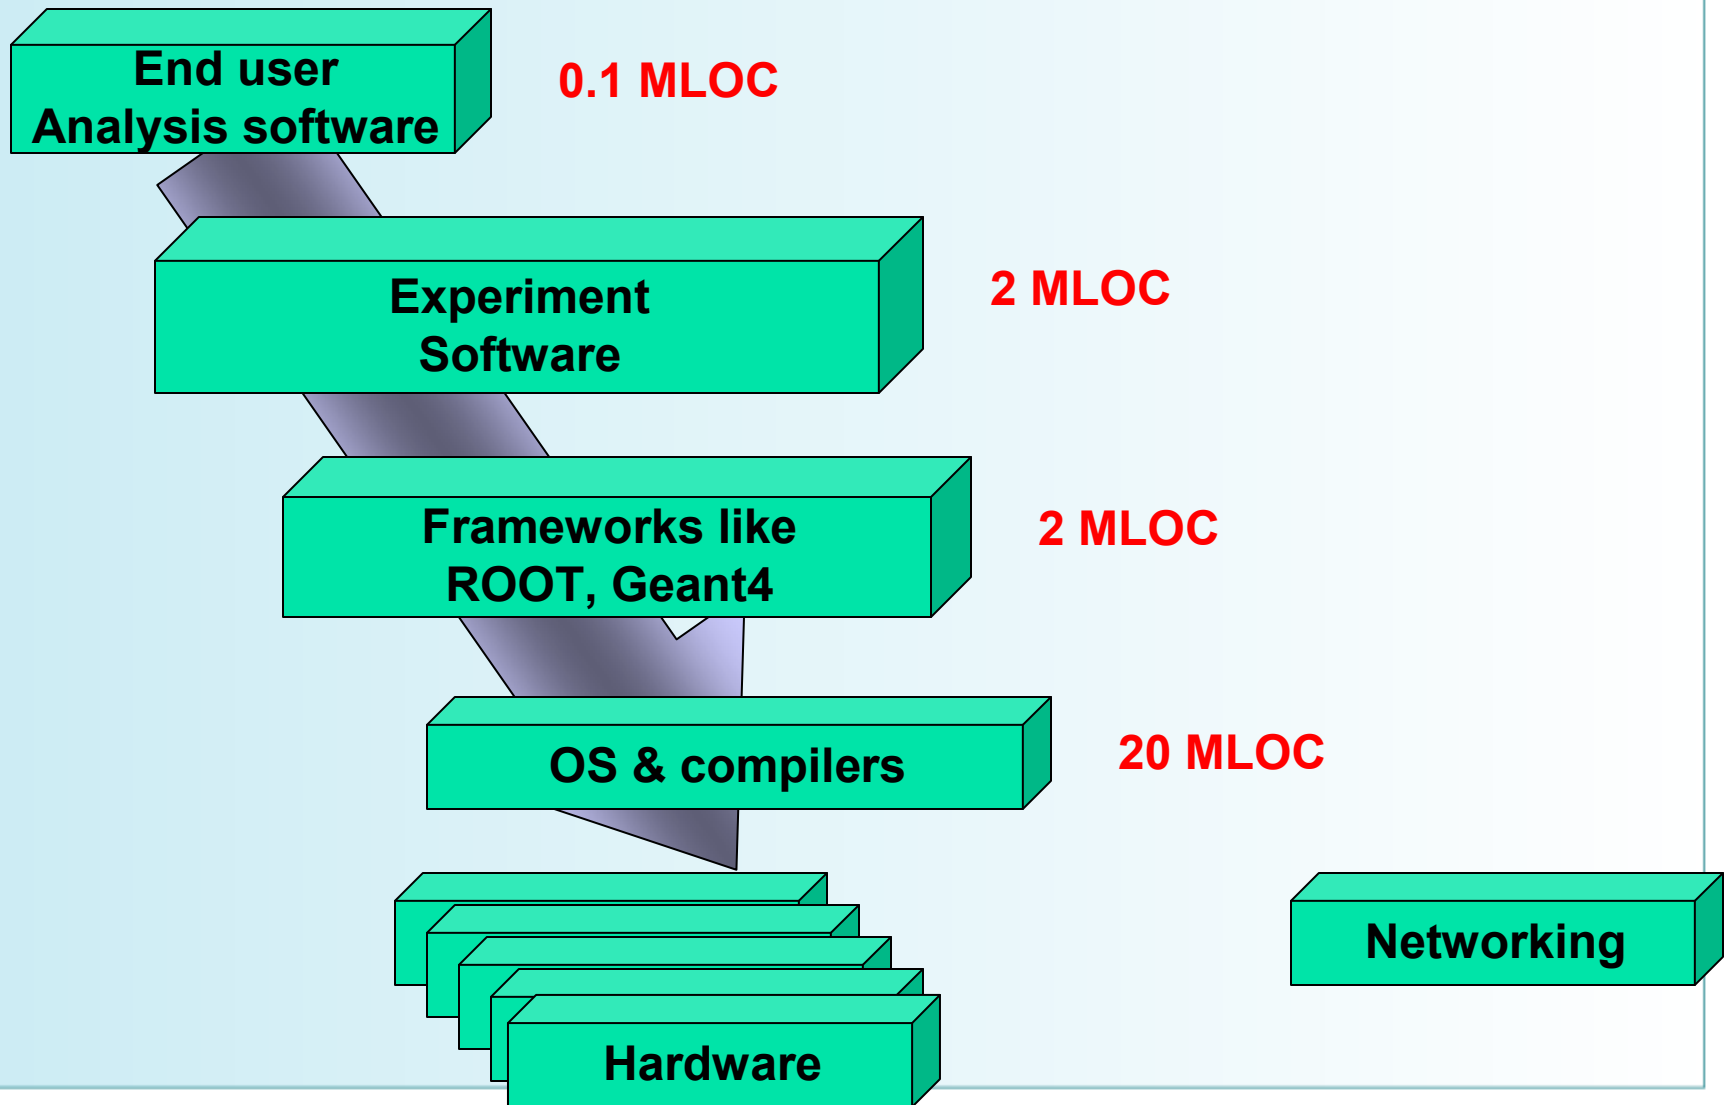 End user
Analysis software
0.1 MLOC
Experiment
Software
2 MLOC
Frameworks like
ROOT, Geant4
2 MLOC
OS & compilers
20 MLOC
Networking
Hardware